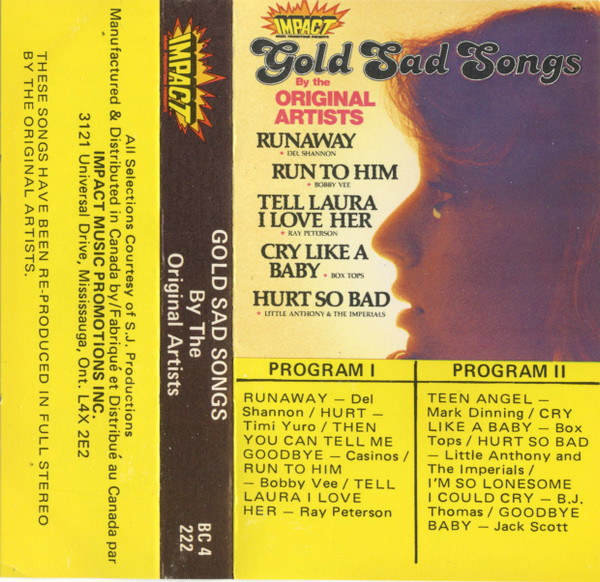 THESE SONGS HAVE BEEN RE-PRODUCED IN FULL STEREO
BY THE ORIGINAL ARTISTS.
All Selections Courtesy of S.J. Productions
Manufactured & Distributed in Canada by/Fabriqué et Distribué au Canada par
IMPACT MUSIC PROMOTIONS INC.
3121 Universal Drive, Mississauga, Ont. L4X 2E2
IMPACT
GOLD SAD SONGS
By The
Original Artists
BC 4
222
IMPACT
Gold Sad Songs
By the
ORIGINAL
ARTISTS
RUNAWAY
• DEL SHANNON
RUN TO HIM
• BOBBY VEE
TELL LAURA
I LOVE HER
• RAY PETERSON
CRY LIKE A
BABY • BOX TOPS
HURT SO BAD
• LITTLE ANTHONY & THE IMPERIALS
PROGRAM I
RUNAWAY — Del
Shannon / HURT —
Timi Yuro / THEN
YOU CAN TELL ME
GOODBYE — Casinos /
RUN TO HIM
— Bobby Vee / TELL
LAURA I LOVE
HER — Ray Peterson
PROGRAM II
TEEN ANGEL —
Mark Dinning / CRY
LIKE A BABY — Box
Tops / HURT SO BAD
— Little Anthony and
The Imperials /
I'M SO LONESOME
I COULD CRY — B.J.
Thomas / GOODBYE
BABY — Jack Scott